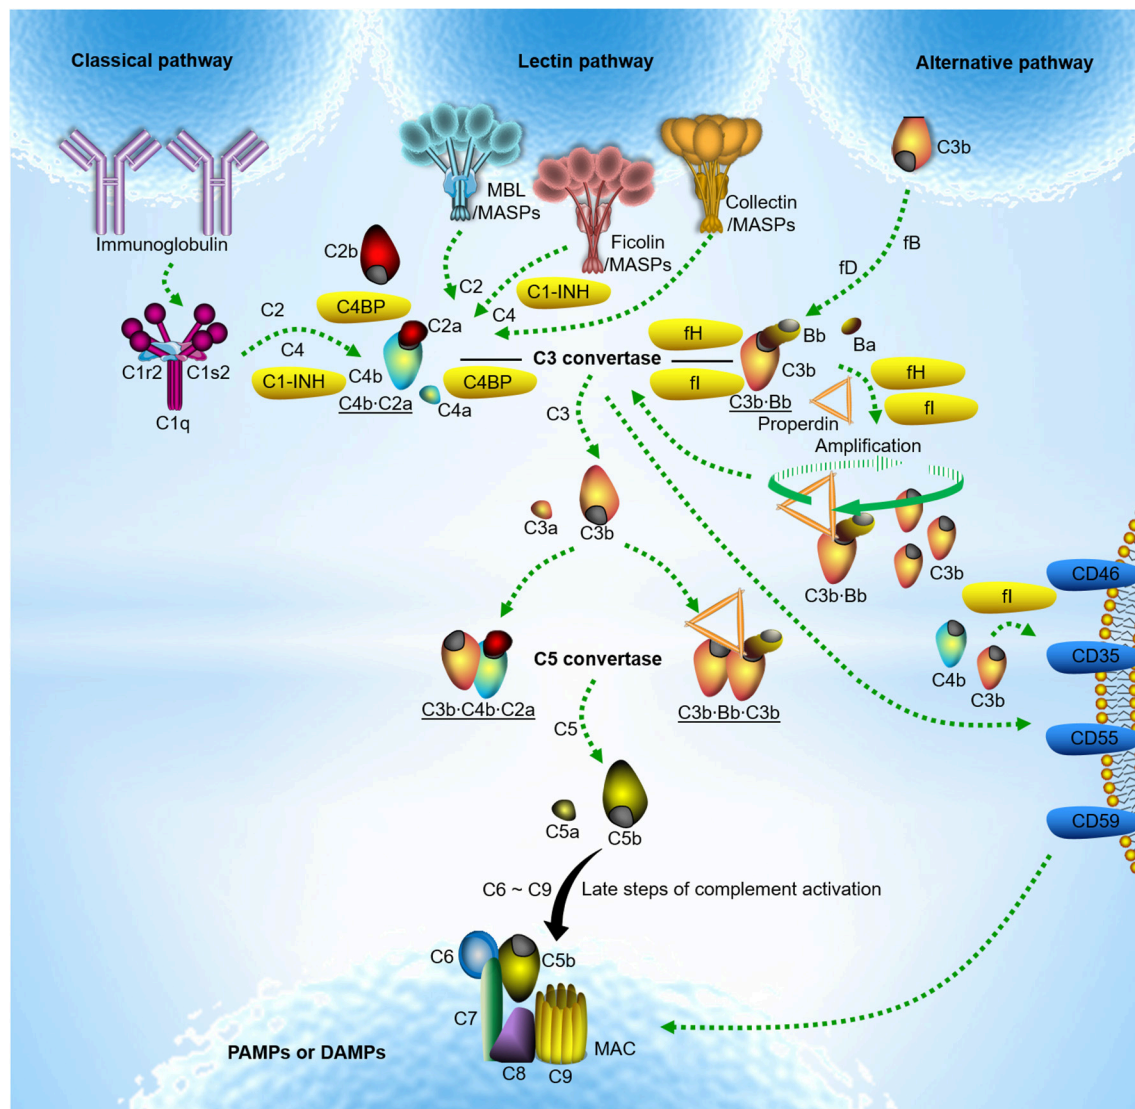 Classical pathway
Lectin pathway
Alternative pathway
C3b
MBL
/MASPs
Collectin
/MASPs
Immunoglobulin
Ficolin
/MASPs
fB
fD
C2b
C4BP
C2
C1-INH
C4
C2
C4
C2a
C1r2
C1s2
C1q
C1-INH
C4b
C4b·C2a
C4a
C4BP
C3 convertase
fH
fI
Bb
C3b
C3b·Bb
Ba
fH
fI
Properdin
Amplification
C3
C3a
C3b
C3b·Bb
C3b
CD46
fI
CD35
C4b
C3b
C5 convertase
C3b·C4b·C2a
C3b·Bb·C3b
CD55
C5
C5a
C5b
CD59
C6 ~ C9
Late steps of complement activation
C6
C5b
C7
MAC
PAMPs or DAMPs
C8
C9